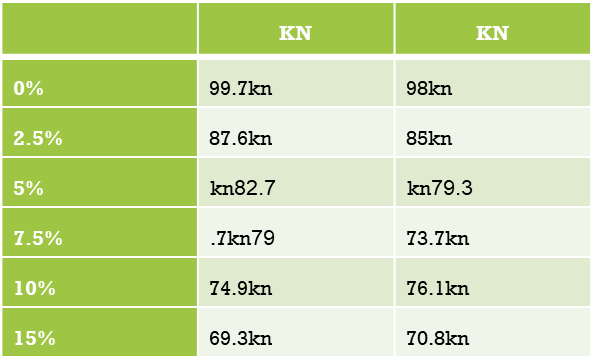 KN KN
0% 99.7kn 98kn
2.5% 87.6kn 85kn
5% kn82.7 kn79.3
7.5% .7kn79 73.7kn
10% 74.9kn 76.1kn
15% 69.3kn 70.8kn